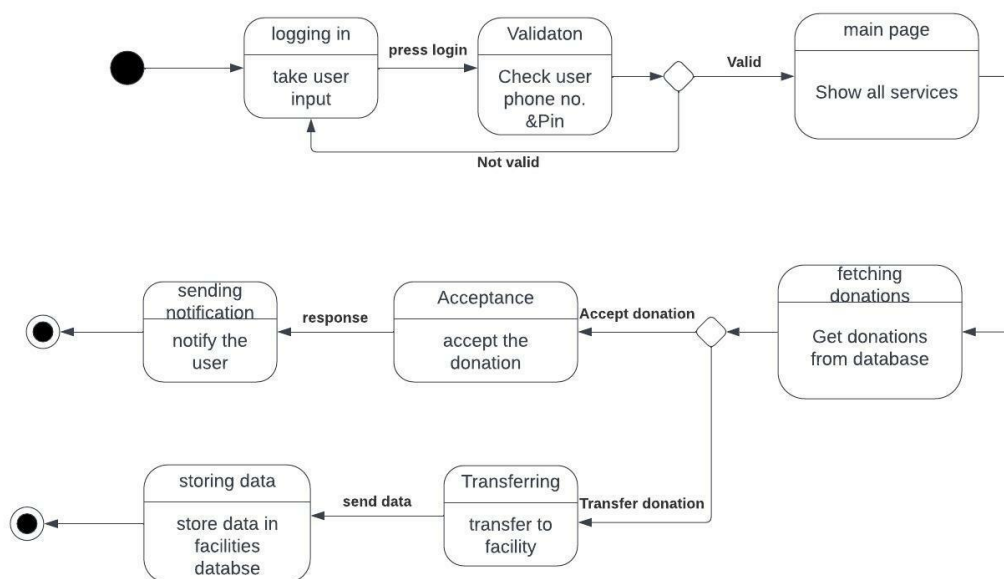 logging in
take user
input
press login
Validaton
Check user
phone no.
&Pin
Valid
Not valid
main page
Show all services
fetching
donations
Get donations
from database
Accept donation
Acceptance
accept the
donation
response
sending
notification
notify the
user
Transfer donation
Transferring
transfer to
facility
send data
storing data
store data in
facilities
databse